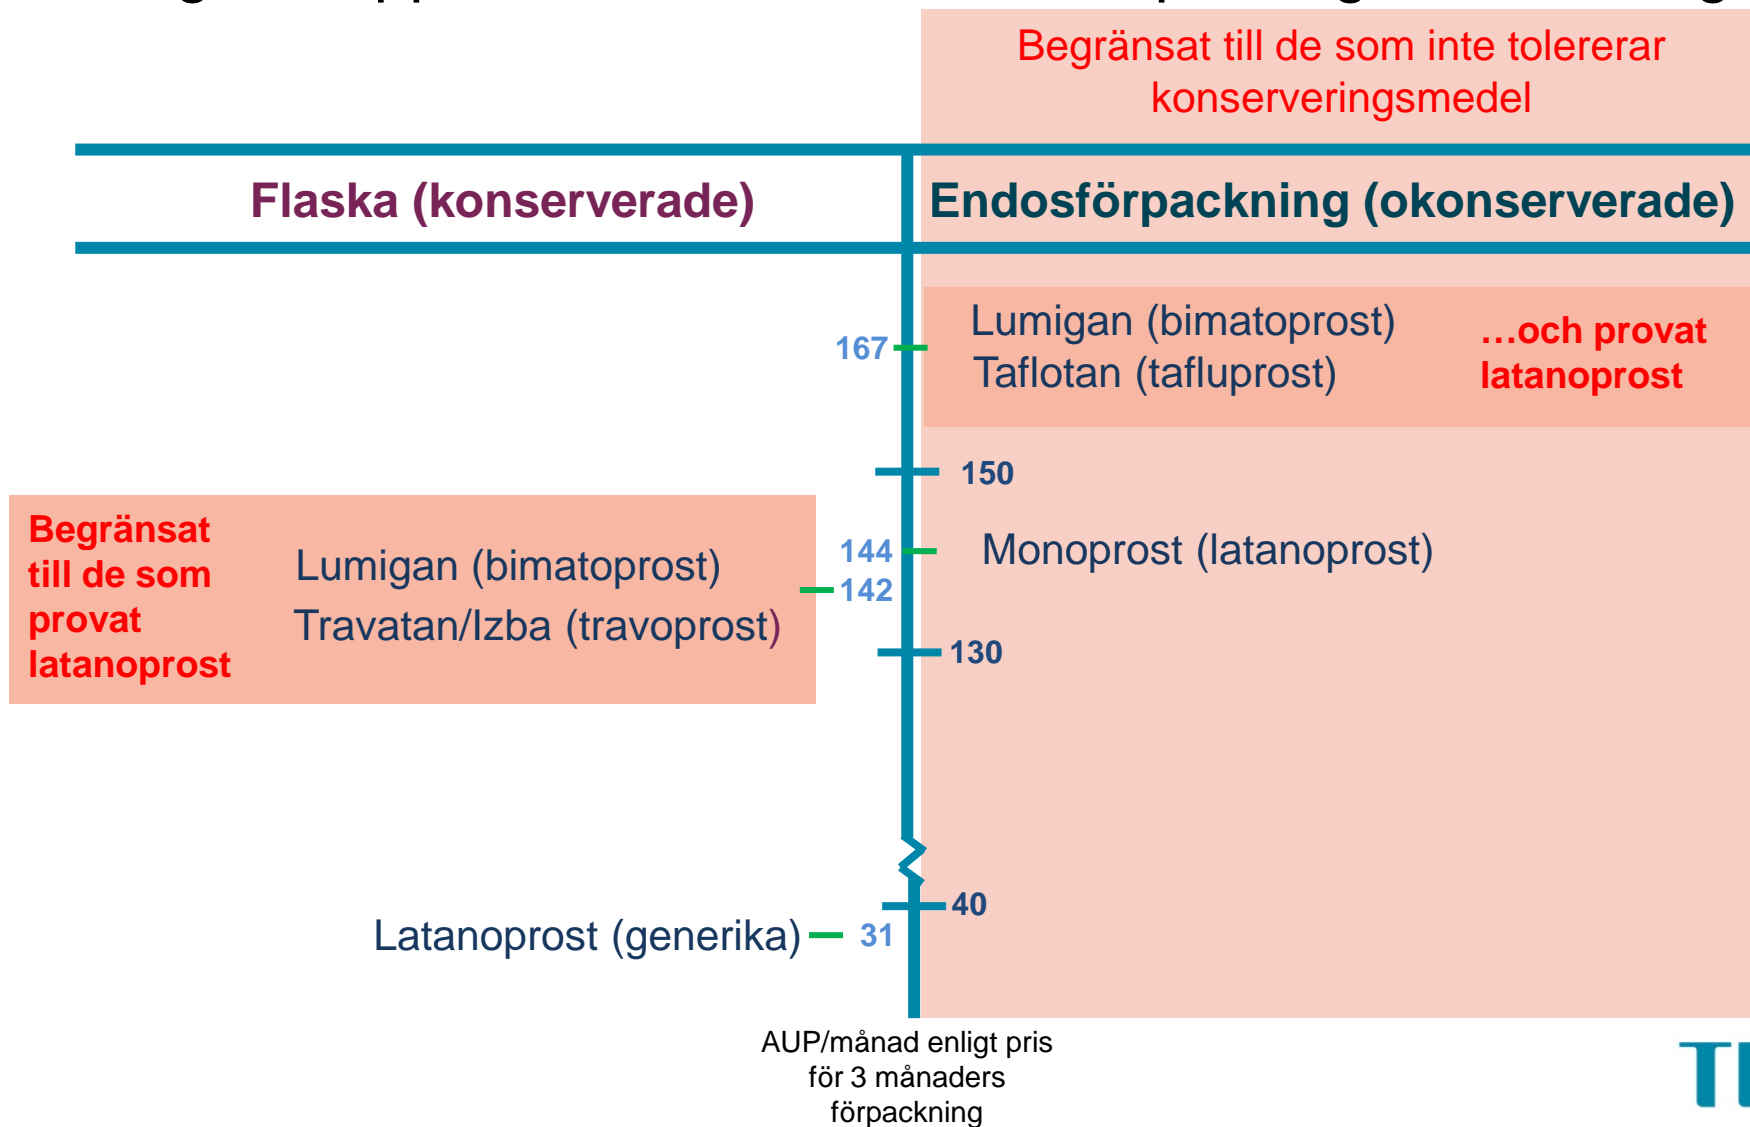 Begränsat till de som inte tolererar
konserveringsmedel
Flaska (konserverade)
Endosförpackning (okonserverade)
Lumigan (bimatoprost)
Taflotan (tafluprost)
…och provat
latanoprost
167
150
Begränsat
till de som
provat
latanoprost
Lumigan (bimatoprost)
Travatan/Izba (travoprost)
144
142
Monoprost (latanoprost)
130
40
Latanoprost (generika)
31
AUP/månad enligt pris
för 3 månaders
förpackning